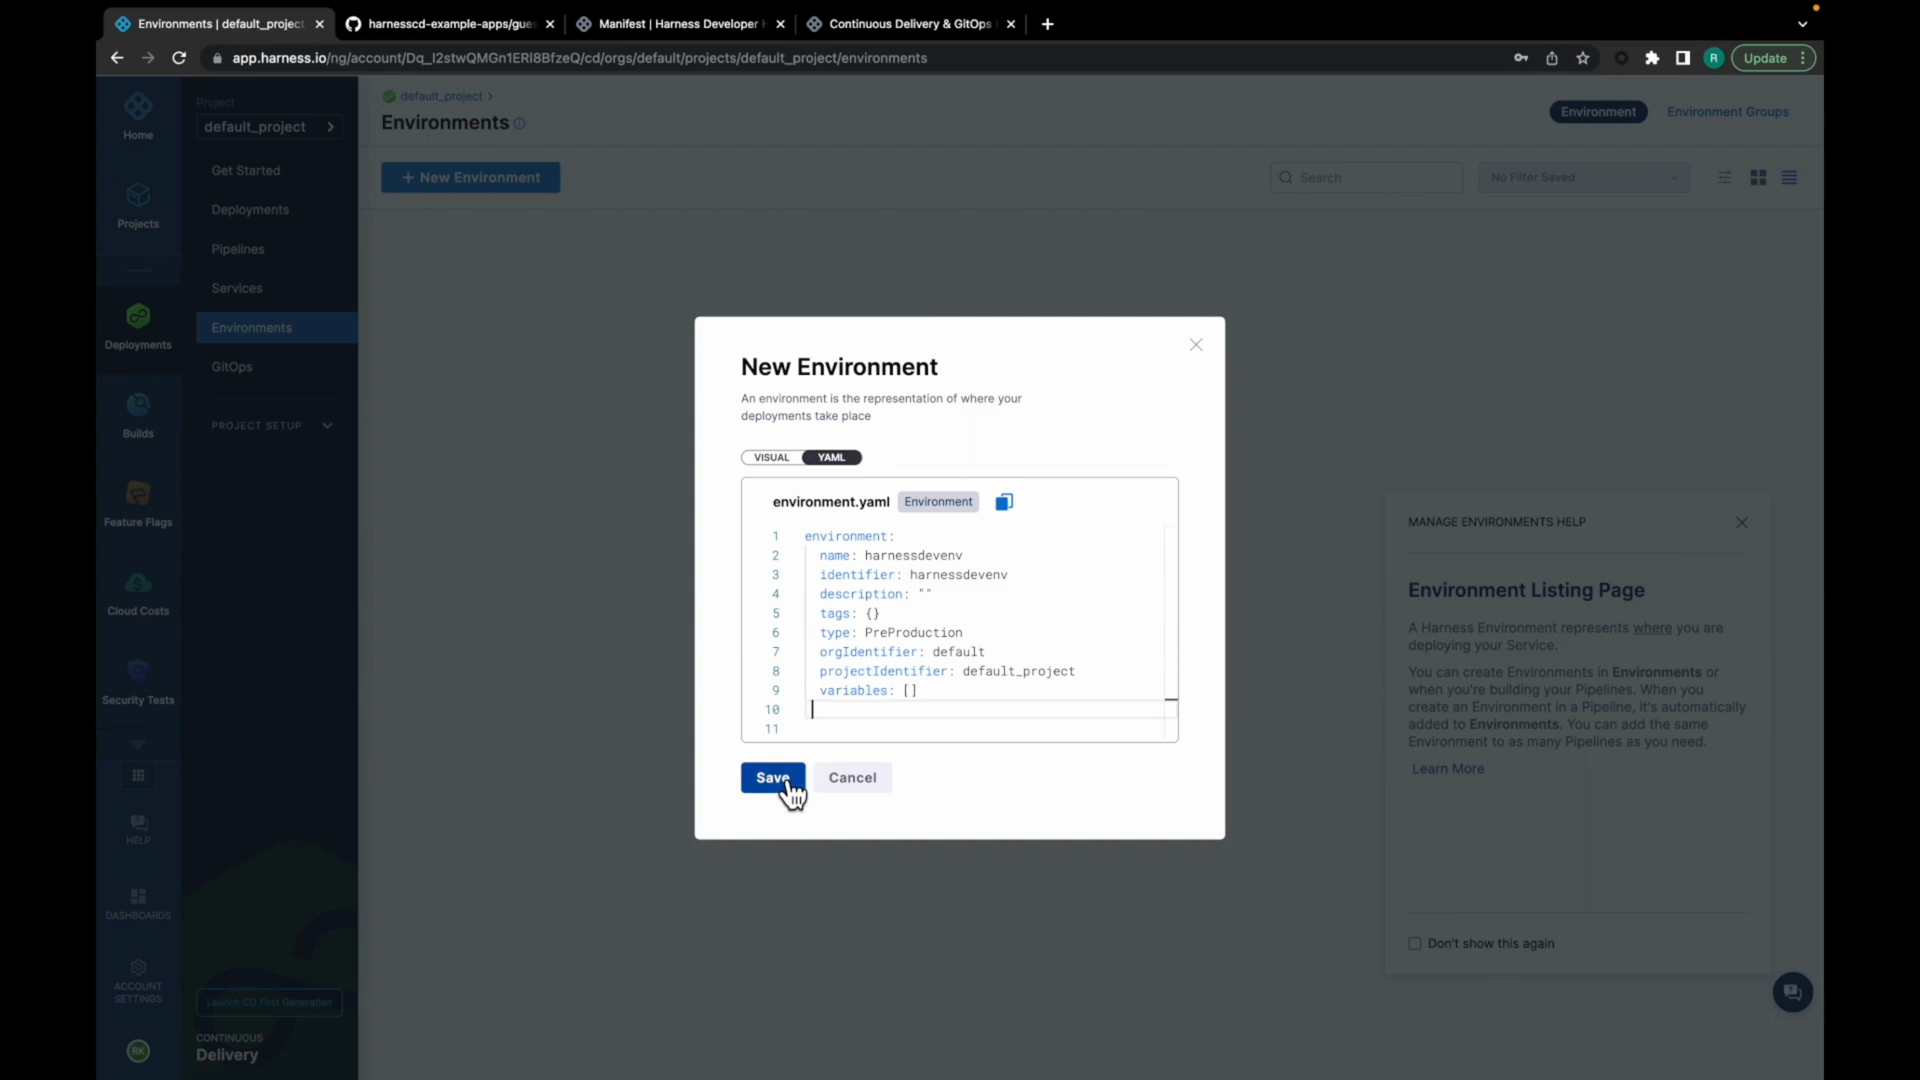 Environments | default_project
harnesscd-example-apps/gue
Manifest | Harness Developer
Continuous Delivery & GitOps
app.harness.io/ng/account/Dq_I2stwQMGn1ERl8BfzeQ/cd/orgs/default/projects/default_project/environments
R
Update
Home
Projects
Deployments
Builds
Feature Flags
Cloud Costs
Security Tests
HELP
DASHBOARDS
ACCOUNT
SETTINGS
RK
Project
default_project
Get Started
Deployments
Pipelines
Services
Environments
GitOps
PROJECT SETUP
Launch CD First Generation
CONTINUOUS
Delivery
default_project >
Environments
Environment
Environment Groups
+ New Environment
Search
No Filter Saved
New Environment
An environment is the representation of where your
deployments take place
VISUAL
YAML
environment.yaml
Environment
1 environment:
2 name: harnessdevenv
3 identifier: harnessdevenv
4 description: ""
5 tags: {}
6 type: PreProduction
7 orgIdentifier: default
8 projectIdentifier: default_project
9 variables: []
10
11
Save
Cancel
MANAGE ENVIRONMENTS HELP
Environment Listing Page
A Harness Environment represents where you are
deploying your Service.
You can create Environments in Environments or
when you're building your Pipelines. When you
create an Environment in a Pipeline, it's automatically
added to Environments. You can add the same
Environment to as many Pipelines as you need.
Learn More
Don't show this again